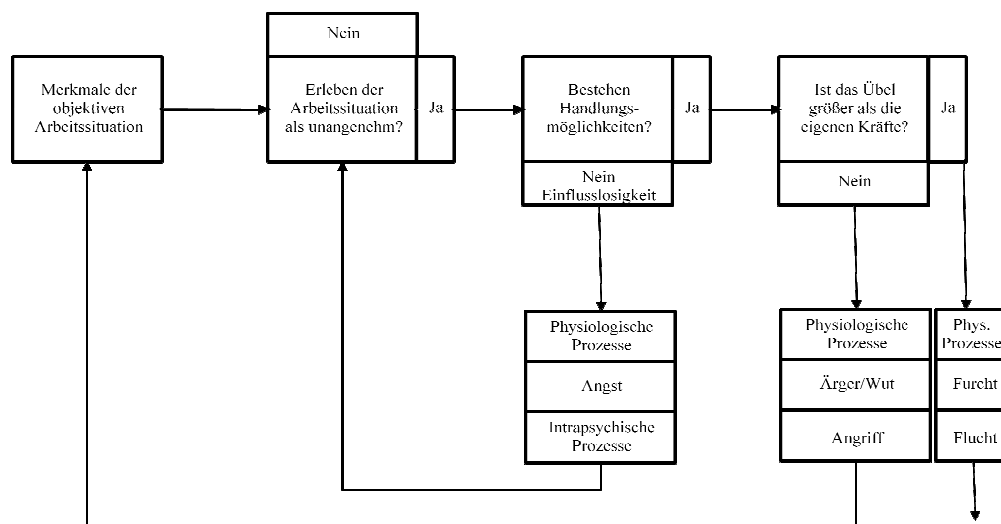 Nein
Merkmale der
objektiven
Arbeitssituation
Erleben der
Arbeitssituation
als unangenehm?
Ja
Bestehen
Handlungs-
möglichkeiten?
Ja
Nein
Einflusslosigkeit
Ist das Übel
größer als die
eigenen Kräfte?
Ja
Nein
Physiologische
Prozesse
Angst
Intrapsychische
Prozesse
Physiologische
Prozesse
Ärger/Wut
Angriff
Phys.
Prozesse
Furcht
Flucht